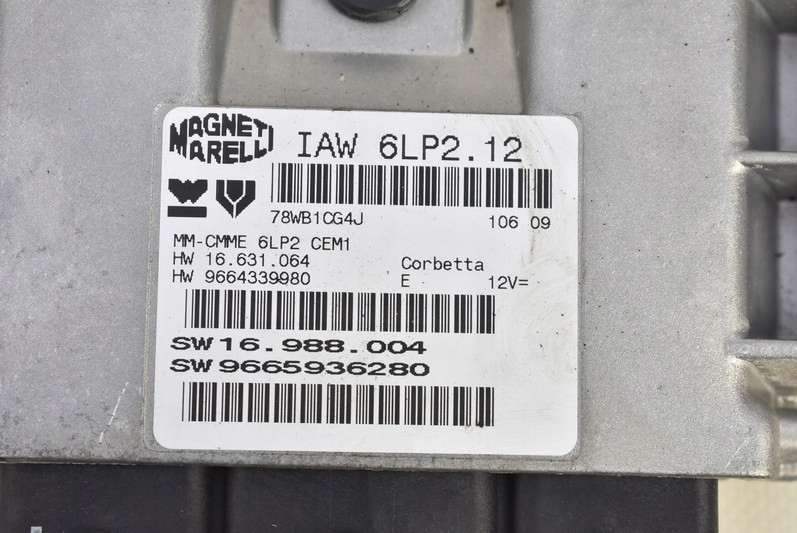 MAGNETI
MARELLI
IAW 6LP2.12
78WB1CG4J 106 09
MM-CMME 6LP2 CEM1
HW 16.631.064 Corbetta
HW 9664339980 E 12V=
SW 16.988.004
SW 9665936280